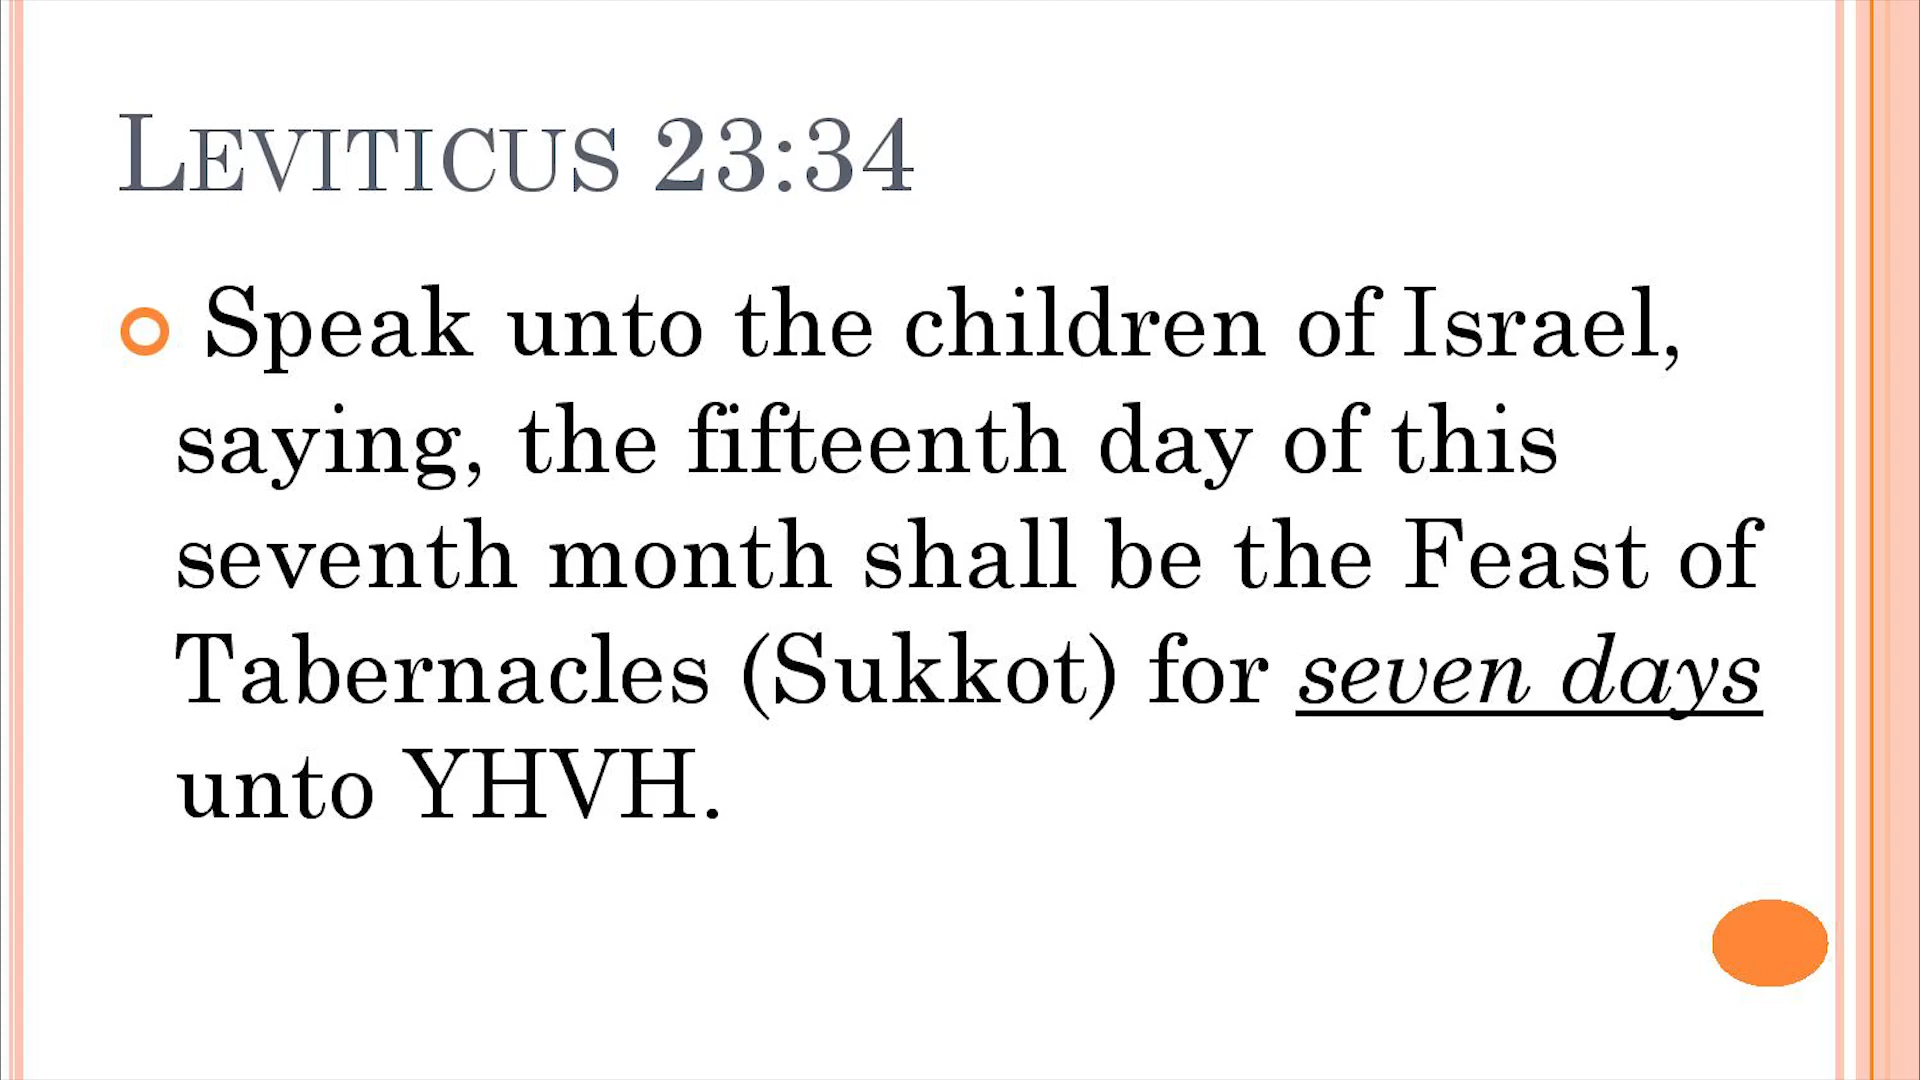 LEVITICUS 23:34
Speak unto the children of Israel,
saying, the fifteenth day of this
seventh month shall be the Feast of
Tabernacles (Sukkot) for seven days
unto YHVH.